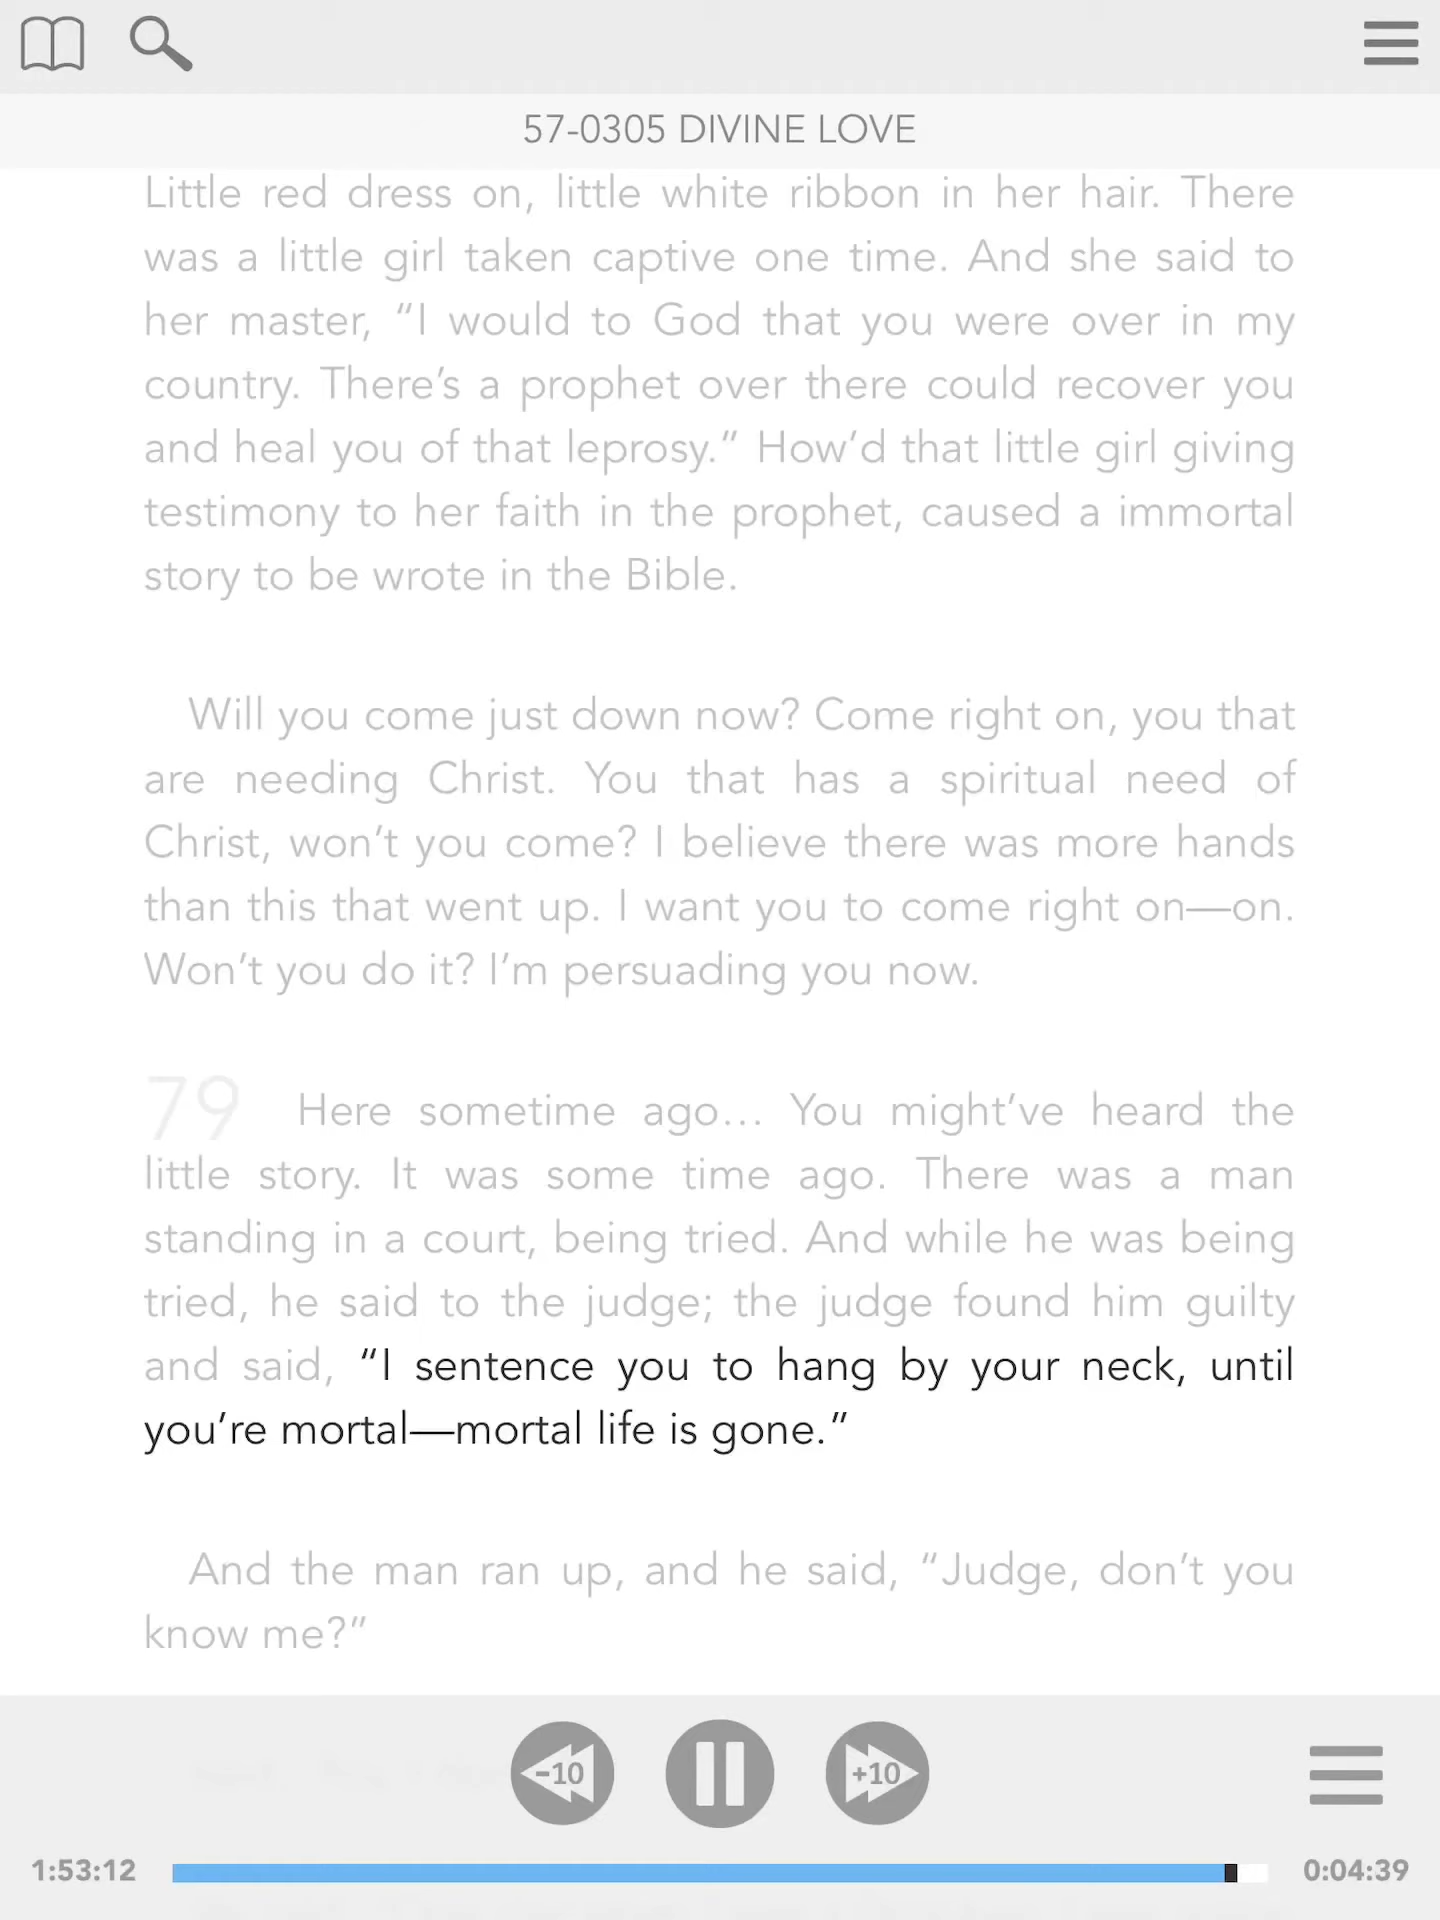 57-0305 DIVINE LOVE
Little red dress on, little white ribbon in her hair. There
was a little girl taken captive one time. And she said to
her master, “I would to God that you were over in my
country. There’s a prophet over there could recover you
and heal you of that leprosy.” How’d that little girl giving
testimony to her faith in the prophet, caused a immortal
story to be wrote in the Bible.
Will you come just down now? Come right on, you that
are needing Christ. You that has a spiritual need of
Christ, won’t you come? I believe there was more hands
than this that went up. I want you to come right on—on.
Won’t you do it? I’m persuading you now.
79 Here sometime ago... You might’ve heard the
little story. It was some time ago. There was a man
standing in a court, being tried. And while he was being
tried, he said to the judge; the judge found him guilty
and said, “I sentence you to hang by your neck, until
you’re mortal—mortal life is gone.”
And the man ran up, and he said, “Judge, don’t you
know me?”
-10 +10
1:53:12 0:04:39